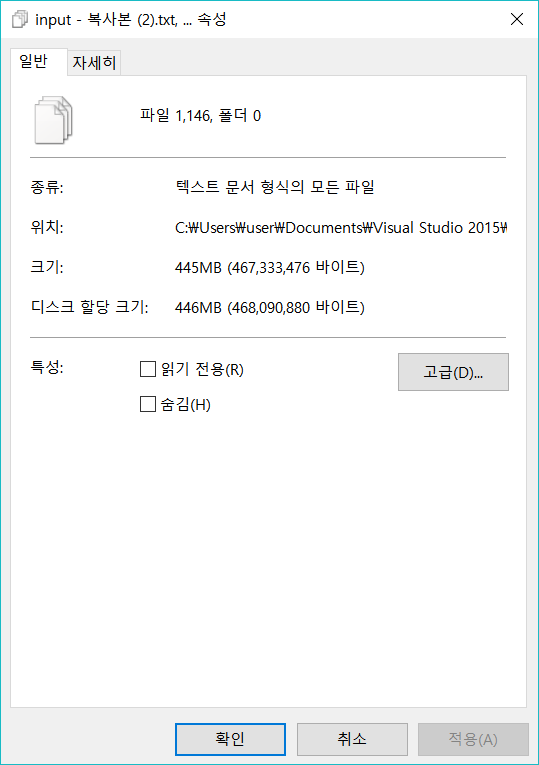 input - 복사본 (2).txt, ... 속성
일반 자세히
파일 1,146, 폴더 0
종류: 텍스트 문서 형식의 모든 파일
위치: C:₩Users₩user₩Documents₩Visual Studio 2015₩
크기: 445MB (467,333,476 바이트)
디스크 할당 크기: 446MB (468,090,880 바이트)
특성: 읽기 전용(R) 고급(D)...
숨김(H)
확인 취소 적용(A)